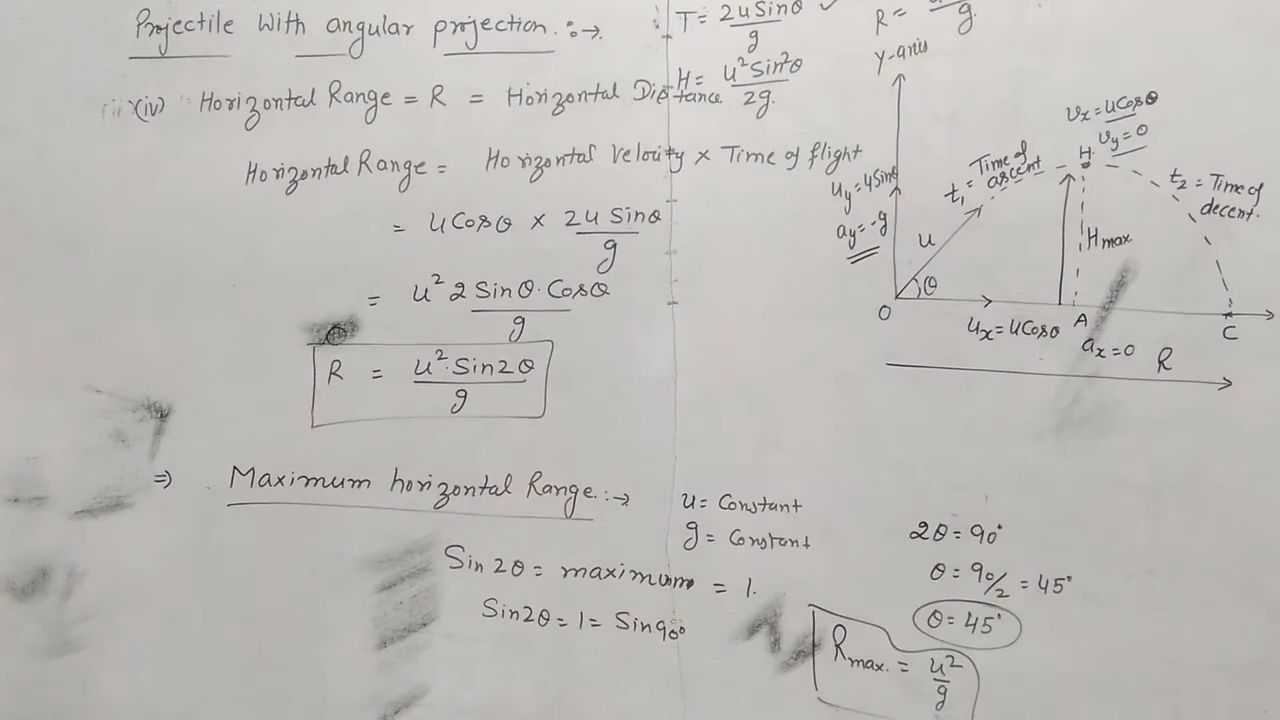 Projectile With angular projection.:→.
T = 2u Sinθ / g ✓
R = / g.
H = u² Sin²θ / 2g.
(iv) Horizontal Range = R = Horizontal Distance
Horizontal Range = Horizontal Velocity × Time of flight
= u Cosθ × 2u Sinθ / g
= u² 2 Sinθ. Cosθ / g
R = u². Sin2θ / g
Y-axis
vx = u Cosθ
vy = 0
H.
t1 = Time of ascent
t2 = Time of decent.
uy = u Sinθ
ay = -g
u
θ
Hmax
O
ux = u Cosθ
A
ax = 0
C
R
⇒ Maximum horizontal Range.:→
u = Constant
g = Constant
Sin 2θ = maximum = 1.
Sin2θ = 1 = Sin90°
2θ = 90°
θ = 90/2 = 45°
θ = 45°
Rmax. = u² / g